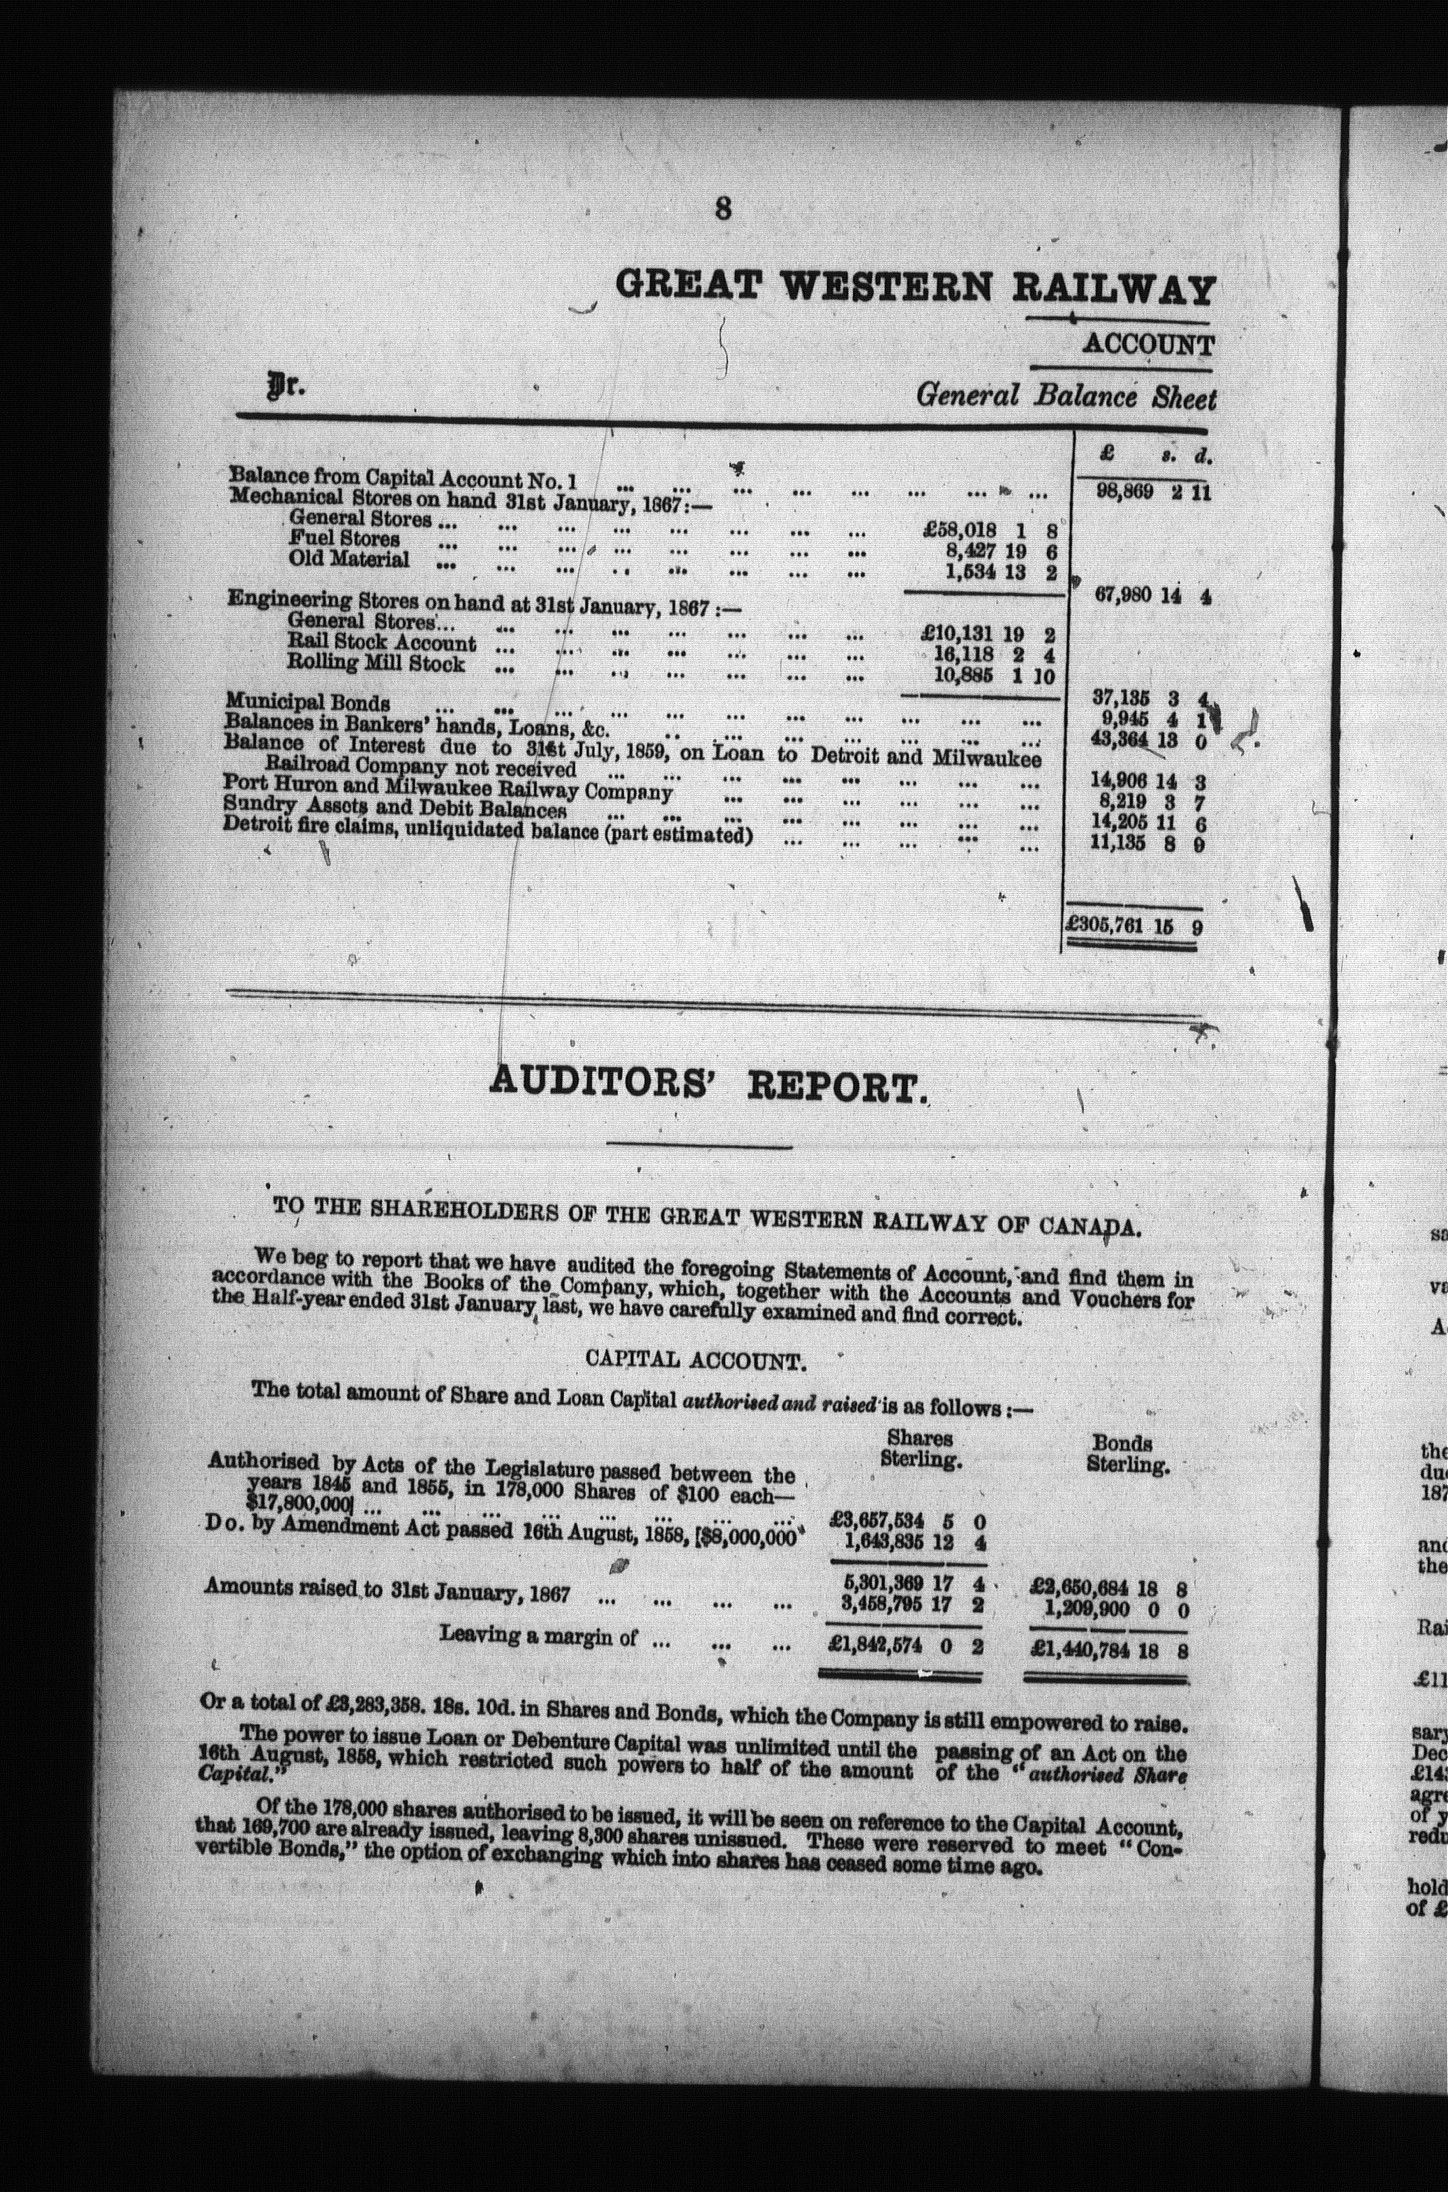 8
GREAT WESTERN RAILWAY
ACCOUNT
Dr. General Balance Sheet
£ s. d.
Balance from Capital Account No. 1 ... ... ... ... ... ... ... ... 98,869 2 11
Mechanical Stores on hand 31st January, 1867:—
General Stores ... ... ... ... ... ... ... ... £58,018 1 8
Fuel Stores ... ... ... ... ... ... ... ... 8,427 19 6
Old Material ... ... ... ... ... ... ... ... 1,534 13 2
67,980 14 4
Engineering Stores on hand at 31st January, 1867 :—
General Stores... ... ... ... ... ... ... ... £10,131 19 2
Rail Stock Account ... ... ... ... ... ... ... 16,118 2 4
Rolling Mill Stock ... ... ... ... ... ... ... 10,885 1 10
37,135 3 4
Municipal Bonds ... ... ... ... ... ... ... ... ... ... ... 9,945 4 1
Balances in Bankers' hands, Loans, &c. ... ... ... ... ... ... ... 43,364 13 0
Balance of Interest due to 31st July, 1859, on Loan to Detroit and Milwaukee
Railroad Company not received ... ... ... ... ... ... ... ... 14,906 14 3
Port Huron and Milwaukee Railway Company ... ... ... ... ... ... 8,219 3 7
Sundry Assets and Debit Balances ... ... ... ... ... ... ... ... 14,205 11 6
Detroit fire claims, unliquidated balance (part estimated) ... ... ... ... ... 11,135 8 9
£305,761 15 9
AUDITORS' REPORT.
TO THE SHAREHOLDERS OF THE GREAT WESTERN RAILWAY OF CANADA.
We beg to report that we have audited the foregoing Statements of Account, and find them in
accordance with the Books of the Company, which, together with the Accounts and Vouchers for
the Half-year ended 31st January last, we have carefully examined and find correct.
CAPITAL ACCOUNT.
The total amount of Share and Loan Capital authorised and raised is as follows :—
Shares Bonds
Sterling. Sterling.
Authorised by Acts of the Legislature passed between the
years 1845 and 1855, in 178,000 Shares of $100 each—
$17,800,000] ... ... ... ... ... ... ... ... £3,657,534 5 0
Do. by Amendment Act passed 16th August, 1858, [$8,000,000 1,643,835 12 4
5,301,369 17 4 £2,650,684 18 8
Amounts raised to 31st January, 1867 ... ... ... ... 3,458,795 17 2 1,209,900 0 0
Leaving a margin of ... ... ... £1,842,574 0 2 £1,440,784 18 8
Or a total of £3,283,358. 18s. 10d. in Shares and Bonds, which the Company is still empowered to raise.
The power to issue Loan or Debenture Capital was unlimited until the passing of an Act on the
16th August, 1858, which restricted such powers to half of the amount of the "authorised Share
Capital."
Of the 178,000 shares authorised to be issued, it will be seen on reference to the Capital Account,
that 169,700 are already issued, leaving 8,300 shares unissued. These were reserved to meet "Con-
vertible Bonds," the option of exchanging which into shares has ceased some time ago.
sa
va
A
the
du
187
and
the
Rai
£11
sary
Dec
£14
agre
of y
redu
hold
of £